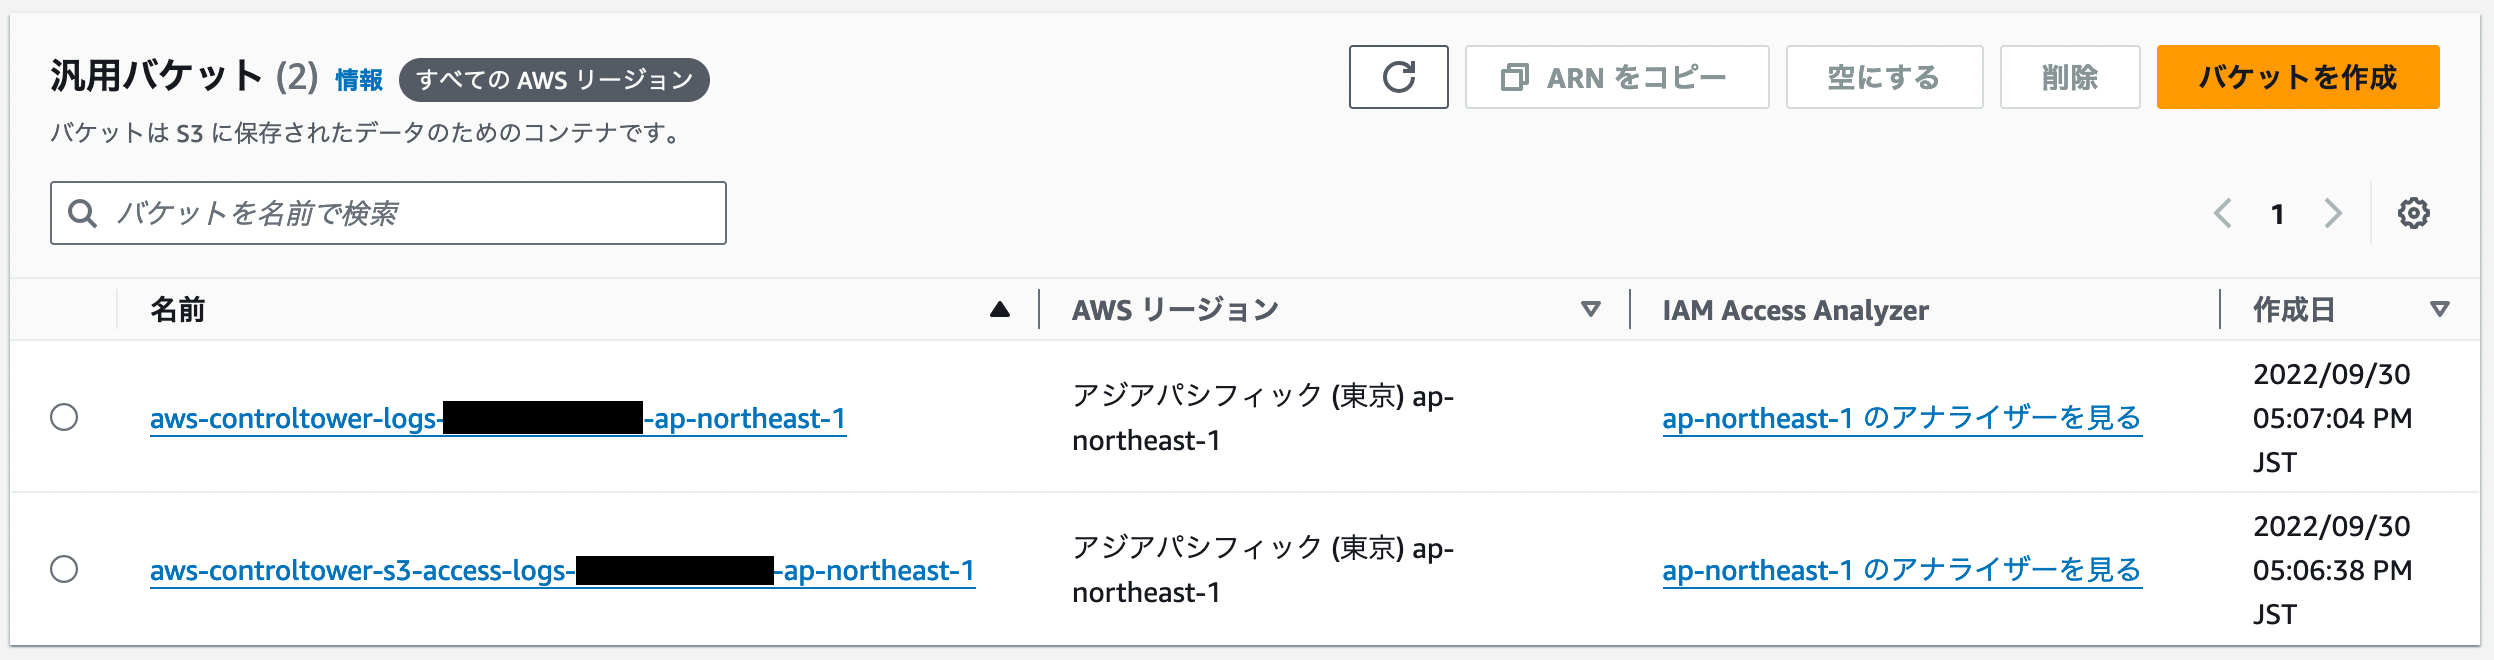 汎用バケット (2) 情報 すべての AWS リージョン
ARN をコピー 空にする 削除 バケットを作成
バケットは S3 に保存されたデータのためのコンテナです。
バケットを名前で検索
1
名前 AWS リージョン IAM Access Analyzer 作成日
aws-controltower-logs- -ap-northeast-1
アジアパシフィック (東京) ap-
northeast-1
ap-northeast-1 のアナライザーを見る
2022/09/30
05:07:04 PM
JST
aws-controltower-s3-access-logs- -ap-northeast-1
アジアパシフィック (東京) ap-
northeast-1
ap-northeast-1 のアナライザーを見る
2022/09/30
05:06:38 PM
JST